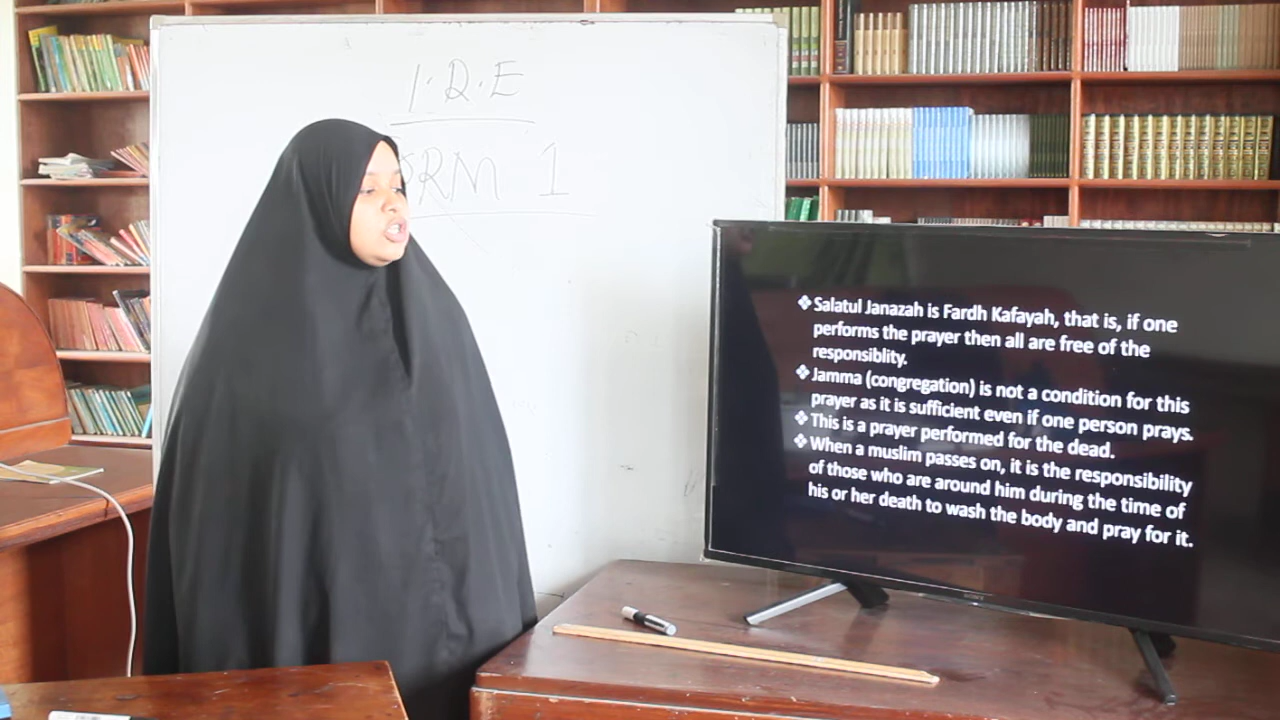 I.R.E
FORM 1
❖Salatul Janazah is Fardh Kafayah, that is, if one
performs the prayer then all are free of the
responsiblity.
❖Jamma (congregation) is not a condition for this
prayer as it is sufficient even if one person prays.
❖This is a prayer performed for the dead.
❖When a muslim passes on, it is the responsibility
of those who are around him during the time of
his or her death to wash the body and pray for it.
SONY